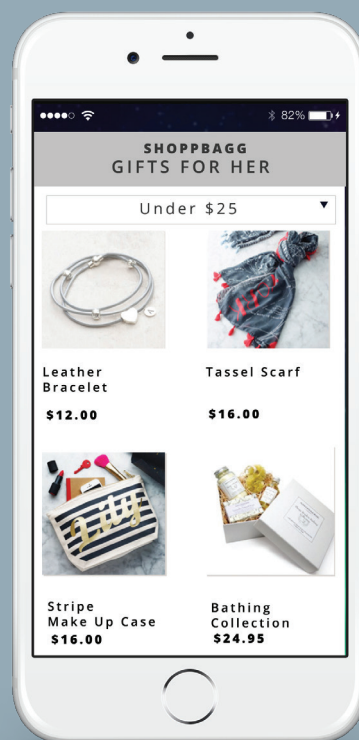 82%
SHOPPBAGG
GIFTS FOR HER
Under $25
Leather
Bracelet
$12.00
Tassel Scarf
$16.00
Lily
Stripe
Make Up Case
$16.00
Bathing
Collection
$24.95